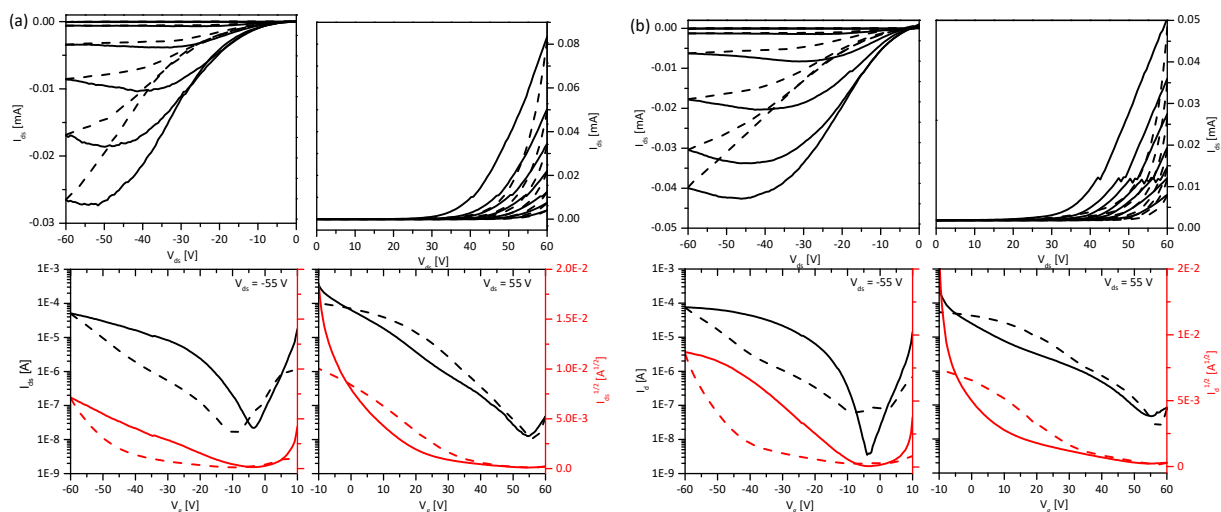 (a)
0.00
-0.01
-0.02
-0.03
I_ds [mA]
-60 -50 -40 -30 -20 -10 0
V_ds [V]
0.08
0.06
0.04
0.02
0.00
I_ds [mA]
0 10 20 30 40 50 60
V_ds [V]
1E-3
1E-4
1E-5
1E-6
1E-7
1E-8
1E-9
I_ds [A]
V_ds = -55 V
-60 -50 -40 -30 -20 -10 0 10
V_g [V]
V_ds = 55 V
2.0E-2
1.5E-2
1.0E-2
5.0E-3
0.0
I_ds^1/2 [A^1/2]
-10 0 10 20 30 40 50 60
V_g [V]
(b)
0.00
-0.01
-0.02
-0.03
-0.04
-0.05
I_ds [mA]
-60 -50 -40 -30 -20 -10 0
V_ds [V]
0.05
0.04
0.03
0.02
0.01
0.00
I_ds [mA]
0 10 20 30 40 50 60
V_ds [V]
1E-3
1E-4
1E-5
1E-6
1E-7
1E-8
1E-9
I_d [A]
V_ds = -55 V
-60 -50 -40 -30 -20 -10 0 10
V_g [V]
V_ds = 55 V
2E-2
1E-2
5E-3
0
I_d^1/2 [A^1/2]
-10 0 10 20 30 40 50 60
V_g [V]